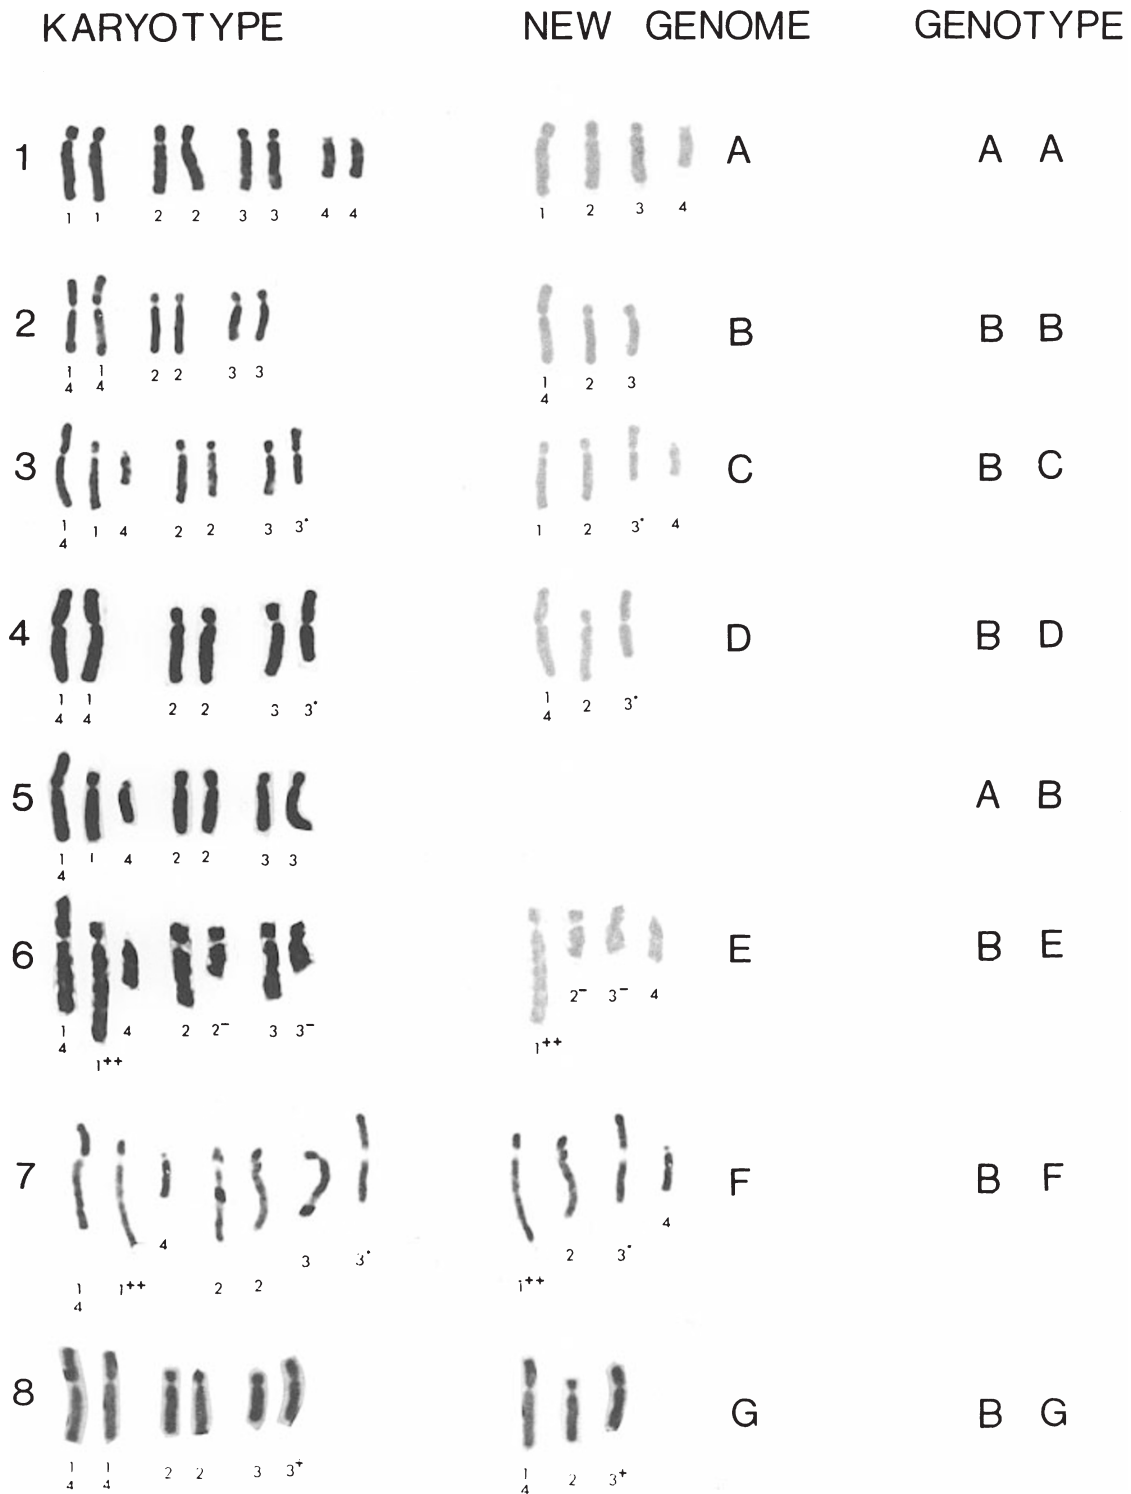 KARYOTYPE NEW GENOME GENOTYPE
1 A A A
1 1 2 2 3 3 4 4 1 2 3 4
2 B B B
1 1 2 2 3 3 1 2 3
4 4 4
3 C B C
1 1 4 2 2 3 3• 1 2 3• 4
4
4 D B D
1 1 2 2 3 3• 1 2 3•
4 4 4
5 A B
1 1 4 2 2 3 3
4
6 E B E
1 4 2 2− 3 3− 2− 3− 4
4
1++ 1++
7 F B F
4 4
3 3• 2 3•
1 1++ 2 2 1++
4
8 G B G
1 1 2 2 3 3+ 1 2 3+
4 4 4